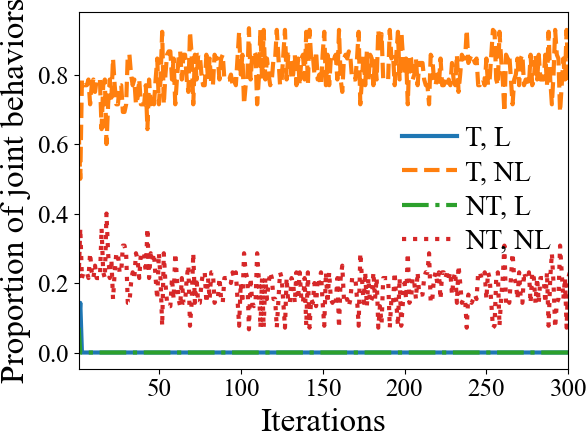 Proportion of joint behaviors
0.8
0.6
0.4
0.2
0.0
T, L
T, NL
NT, L
NT, NL
50
100
150
200
250
300
Iterations